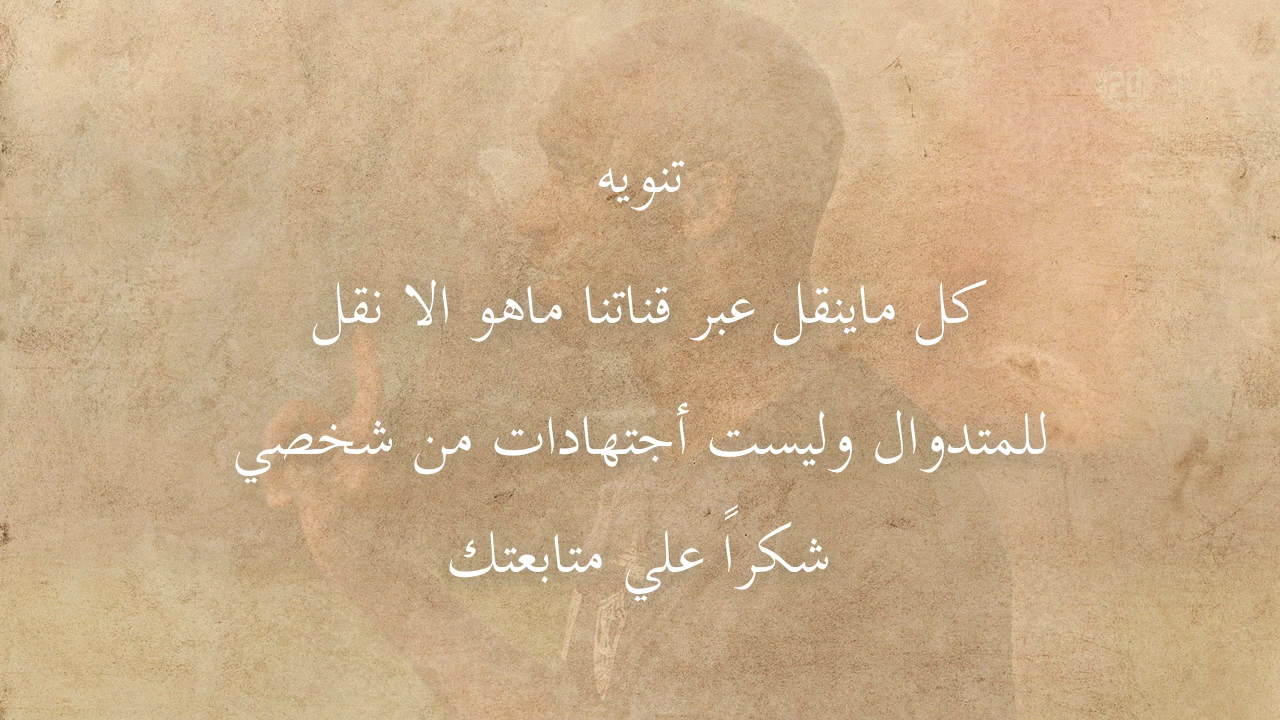 تنويه
كل ماينقل عبر قناتنا ماهو الا نقل
للمتدوال وليست أجتهادات من شخصي
شكراً علي متابعتك